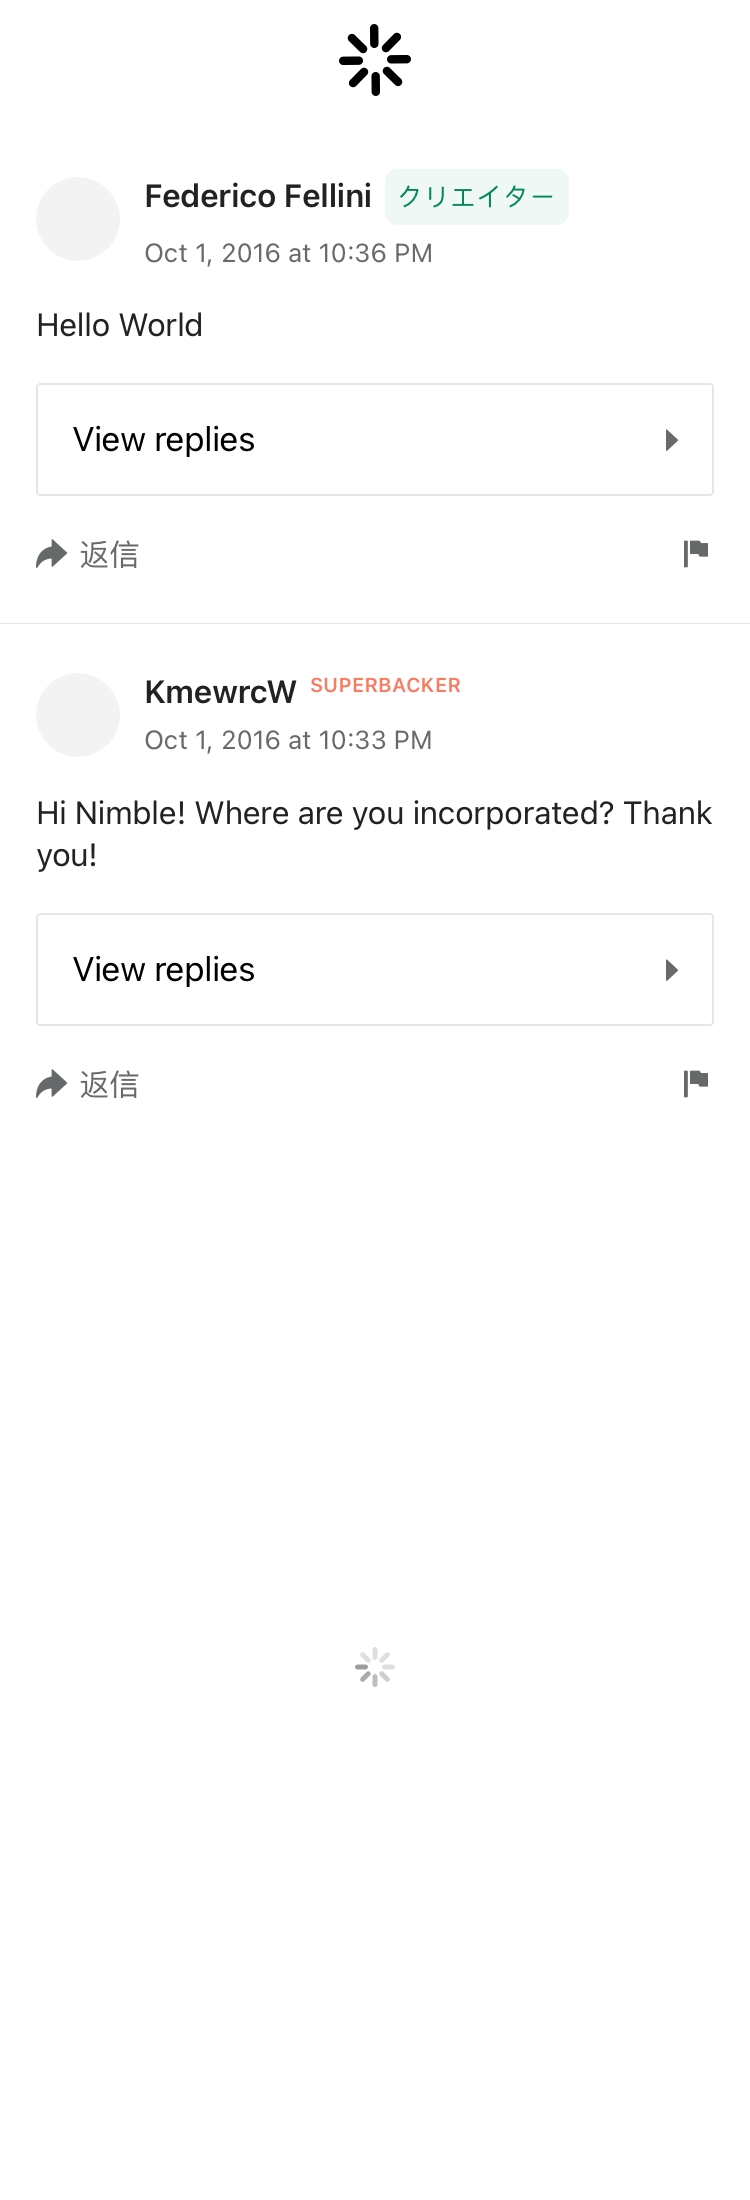 Federico Fellini クリエイター
Oct 1, 2016 at 10:36 PM
Hello World
View replies
返信
KmewrcW SUPERBACKER
Oct 1, 2016 at 10:33 PM
Hi Nimble! Where are you incorporated? Thank
you!
View replies
返信